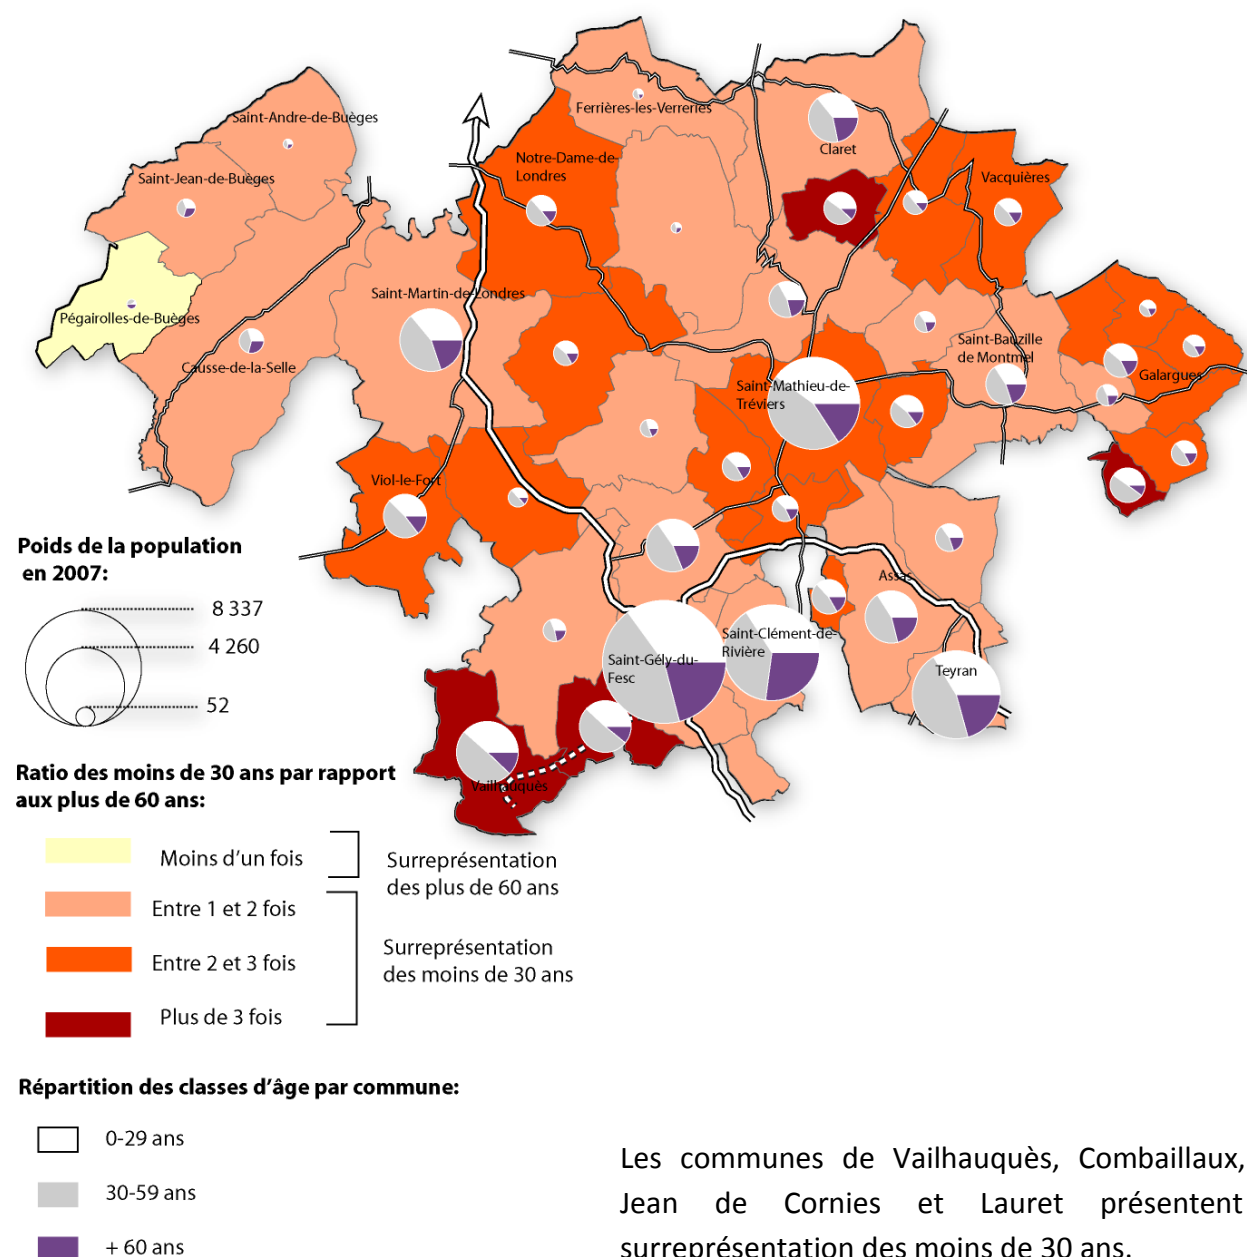 Saint-Andre-de-Buèges
Ferrières-les-Verreries
Claret
Notre-Dame-de-
Londres
Saint-Jean-de-Buèges
Vacquières
Saint-Martin-de-Londres
Pégairolles-de-Buèges
Causse-de-la-Selle
Saint-Bauzille
de Montmel
Galargues
Saint-Mathieu-de-
Tréviers
Viol-le-Fort
Assas
Saint-Clément-de-
Rivière
Saint-Gély-du-
Fesc
Teyran
Vailhauquès
Poids de la population
en 2007:
8 337
4 260
52
Ratio des moins de 30 ans par rapport
aux plus de 60 ans:
Moins d'un fois
Surreprésentation
des plus de 60 ans
Entre 1 et 2 fois
Entre 2 et 3 fois
Surreprésentation
des moins de 30 ans
Plus de 3 fois
Répartition des classes d'âge par commune:
0-29 ans
30-59 ans
+ 60 ans
Les communes de Vailhauquès, Combaillaux,
Jean de Cornies et Lauret présentent
surreprésentation des moins de 30 ans.